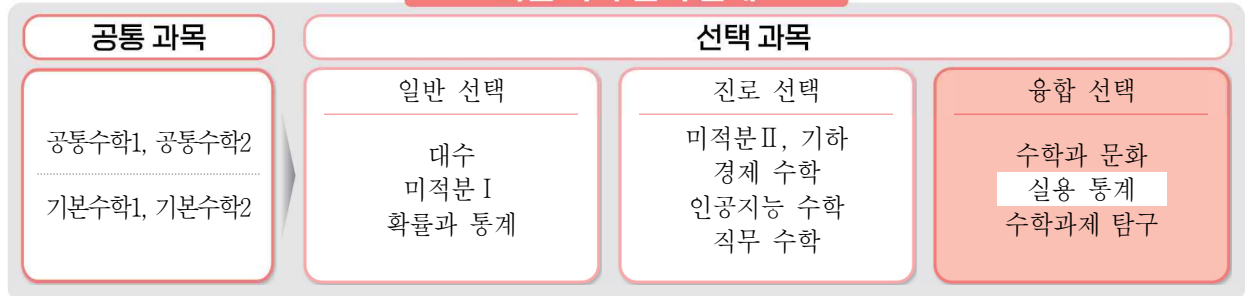 공통 과목
선택 과목
공통수학1, 공통수학2
기본수학1, 기본수학2
일반 선택
대수
미적분Ⅰ
확률과 통계
진로 선택
미적분Ⅱ, 기하
경제 수학
인공지능 수학
직무 수학
융합 선택
수학과 문화
실용 통계
수학과제 탐구